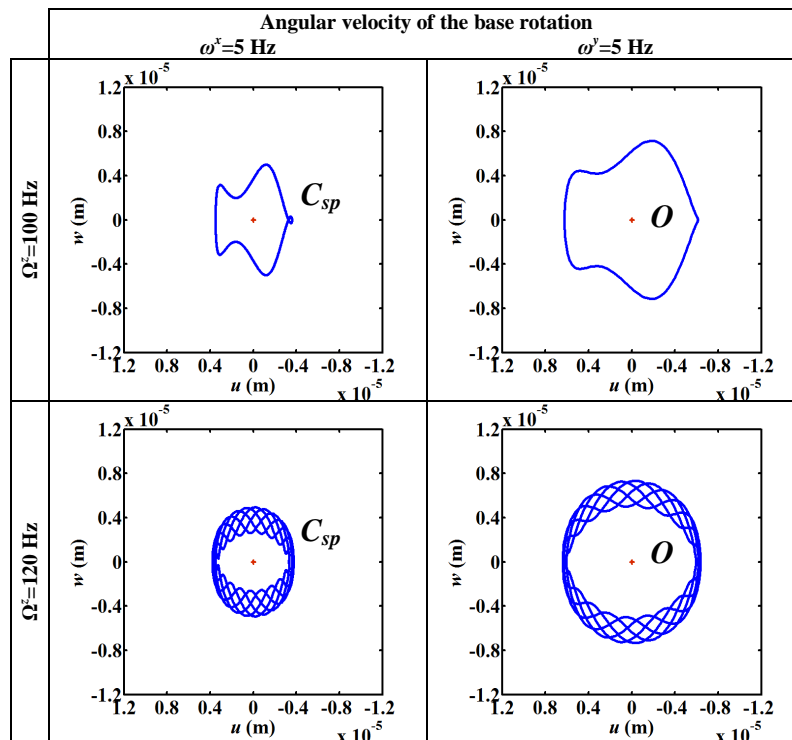 Angular velocity of the base rotation
ωˣ=5 Hz
ωʸ=5 Hz
Ωᶻ=100 Hz
x 10⁻⁵
1.2
0.8
0.4
0
-0.4
-0.8
-1.2
w (m)
C_sp
1.2 0.8 0.4 0 -0.4 -0.8 -1.2
u (m)
x 10⁻⁵
x 10⁻⁵
1.2
0.8
0.4
0
-0.4
-0.8
-1.2
w (m)
O
1.2 0.8 0.4 0 -0.4 -0.8 -1.2
u (m)
x 10⁻⁵
Ωᶻ=120 Hz
x 10⁻⁵
1.2
0.8
0.4
0
-0.4
-0.8
-1.2
w (m)
C_sp
1.2 0.8 0.4 0 -0.4 -0.8 -1.2
u (m)
x 10⁻⁵
x 10⁻⁵
1.2
0.8
0.4
0
-0.4
-0.8
-1.2
w (m)
O
1.2 0.8 0.4 0 -0.4 -0.8 -1.2
u (m)
x 10⁻⁵